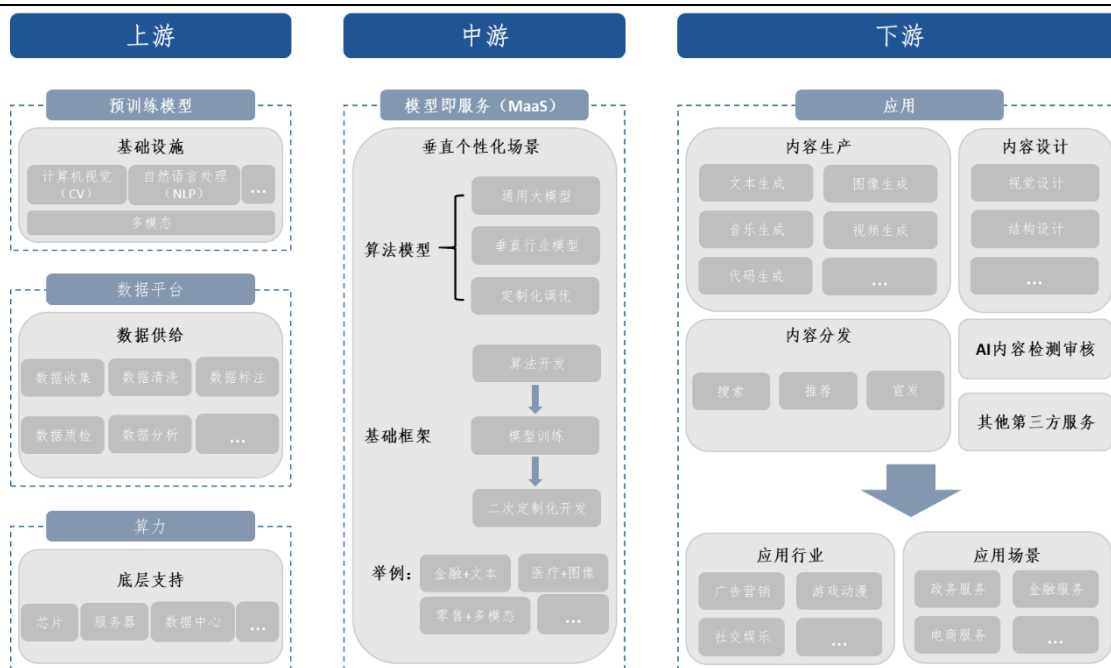 上游
预训练模型
基础设施
计算机视觉
（CV）
自然语言处理
（NLP）
...
多模态
数据平台
数据供给
数据收集
数据清洗
数据标注
数据质检
数据分析
...
算力
底层支持
芯片
服务器
数据中心
...
中游
模型即服务（MaaS）
垂直个性化场景
算法模型
通用大模型
垂直行业模型
定制化调优
基础框架
算法开发
模型训练
二次定制化开发
举例：
金融+文本
医疗+图像
零售+多模态
...
下游
应用
内容生产
文本生成
图像生成
音乐生成
视频生成
代码生成
...
内容设计
视觉设计
结构设计
...
内容分发
搜索
推荐
宣发
AI内容检测审核
其他第三方服务
应用行业
广告营销
游戏动漫
社交娱乐
...
应用场景
政务服务
金融服务
电商服务
...